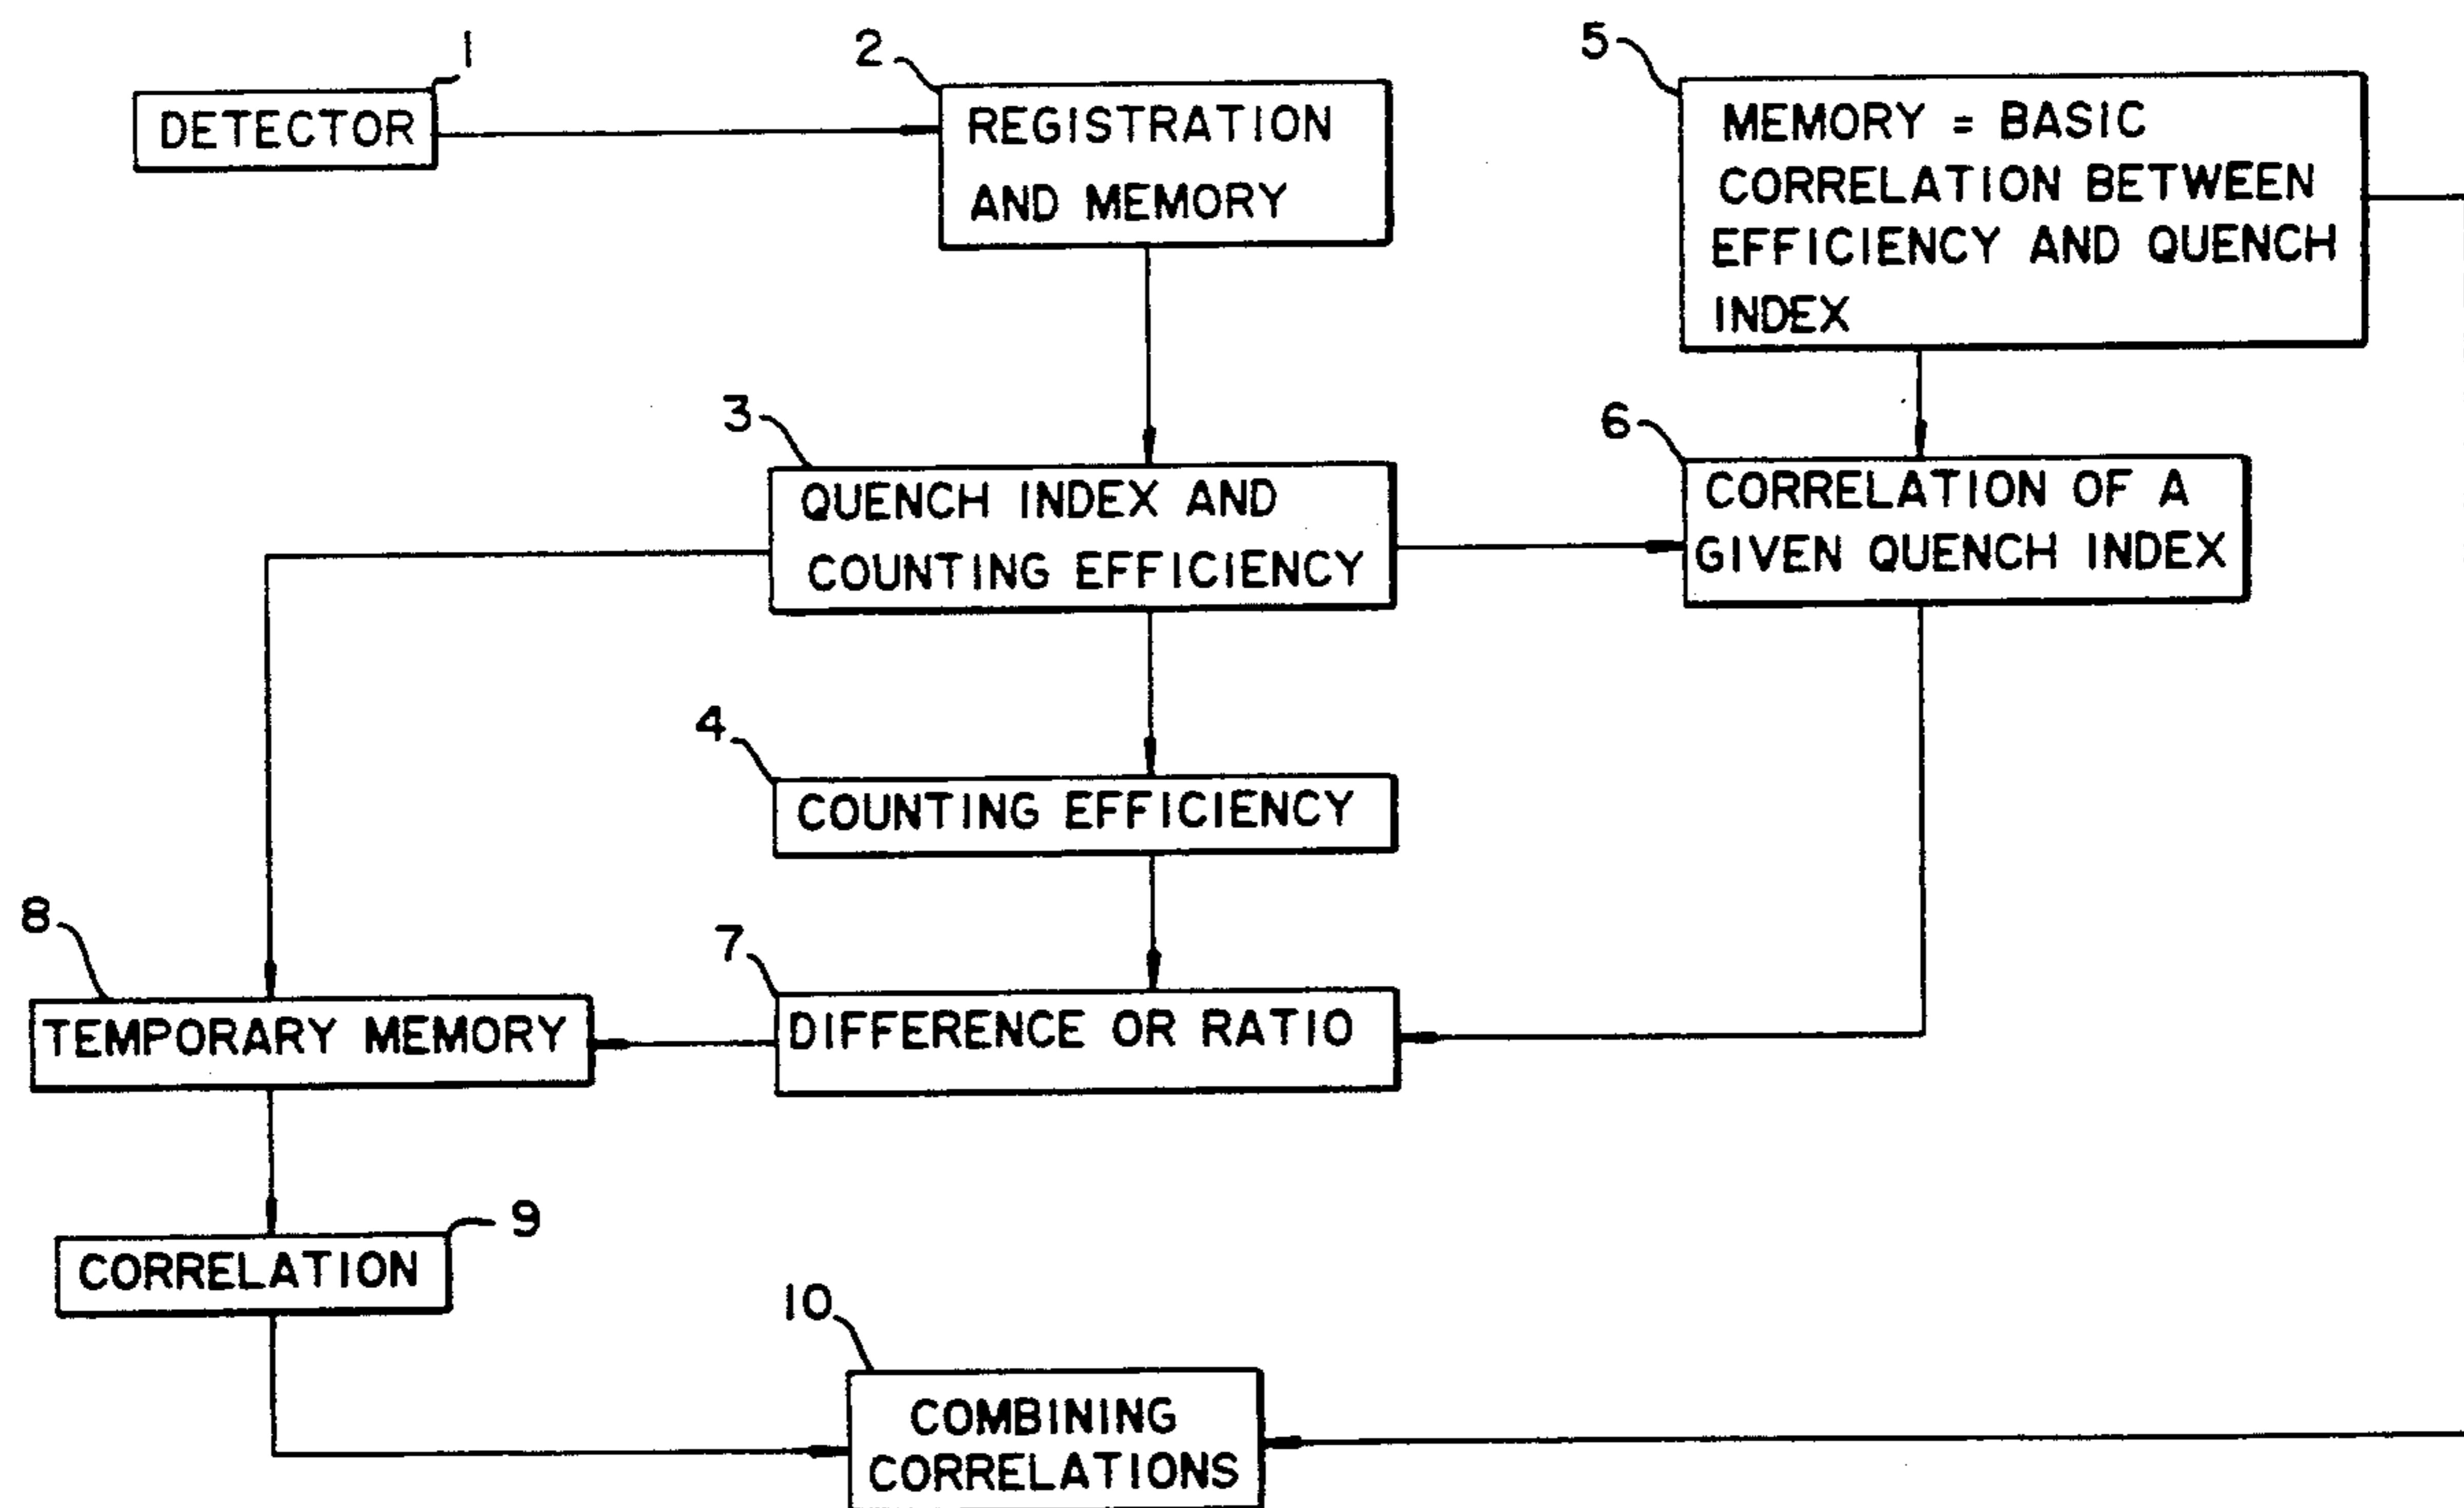 1
DETECTOR
2
REGISTRATION
AND MEMORY
5
MEMORY = BASIC
CORRELATION BETWEEN
EFFICIENCY AND QUENCH
INDEX
3
QUENCH INDEX AND
COUNTING EFFICIENCY
6
CORRELATION OF A
GIVEN QUENCH INDEX
4
COUNTING EFFICIENCY
8
TEMPORARY MEMORY
7
DIFFERENCE OR RATIO
9
CORRELATION
10
COMBINING
CORRELATIONS